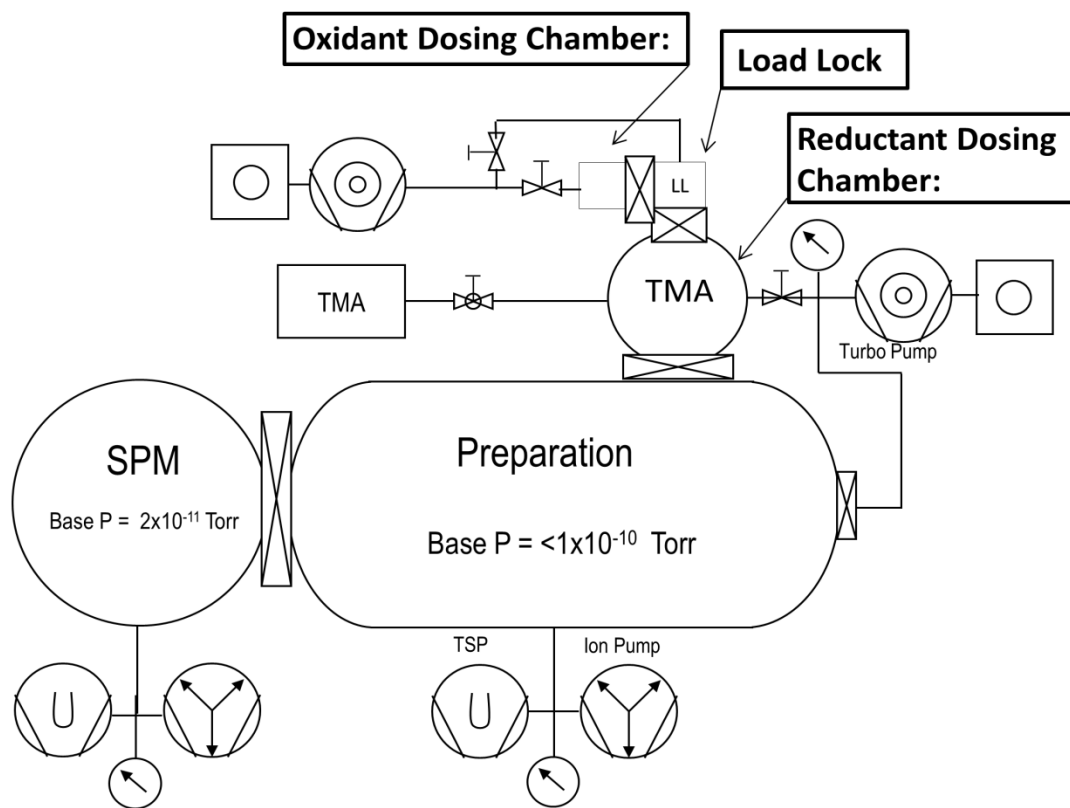 Oxidant Dosing Chamber:
Load Lock
Reductant Dosing
Chamber:
LL
TMA
TMA
Turbo Pump
SPM
Base P = 2x10⁻¹¹ Torr
Preparation
Base P = <1x10⁻¹⁰ Torr
TSP
Ion Pump